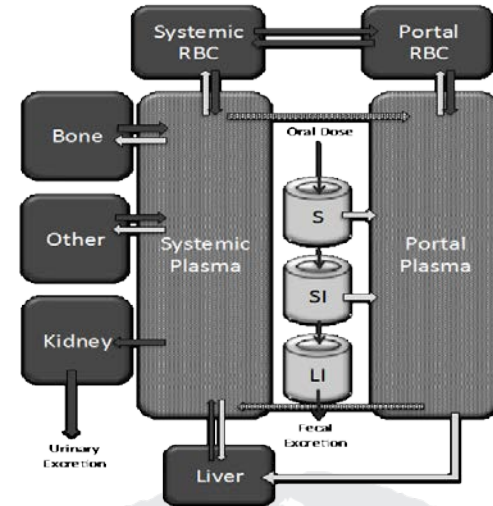 Systemic
RBC
Portal
RBC
Bone
Oral Dose
Other
S
Systemic
Plasma
Portal
Plasma
SI
Kidney
LI
Urinary
Excretion
Fecal
Excretion
Liver